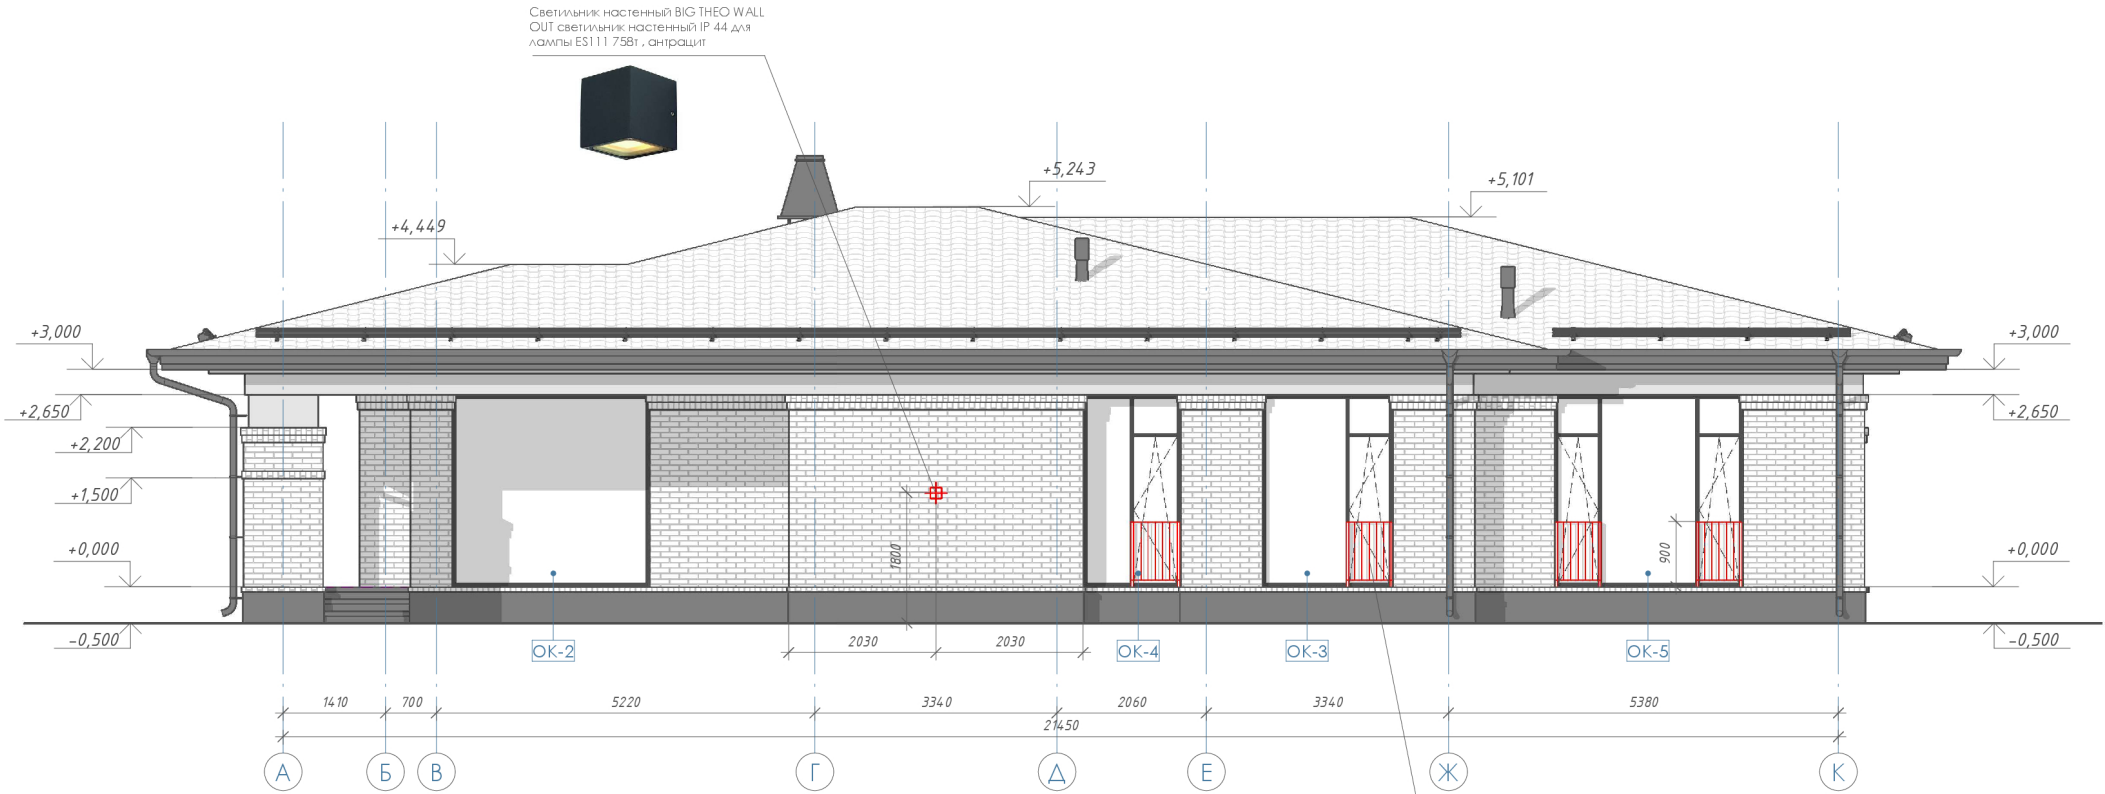 Светильник настенный BIG THEO WALL
OUT светильник настенный IP 44 для
лампы ES111 75Вт , антрацит
+5,243
+5,101
+4,449
+3,000
+3,000
+2,650
+2,650
+2,200
+1,500
+0,000
+0,000
1800
900
-0,500
-0,500
2030
2030
ОК-2
ОК-4
ОК-3
ОК-5
1410
700
5220
3340
2060
3340
5380
21450
А
Б
В
Г
Д
Е
Ж
К